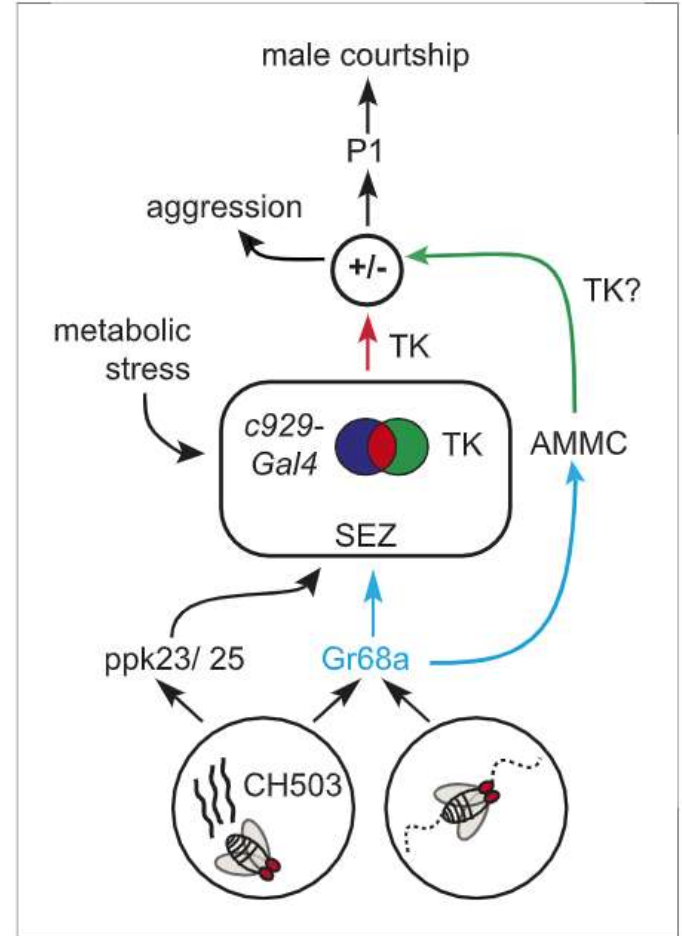 male courtship
P1
aggression
+/-
TK?
metabolic
stress
TK
c929-
Gal4
TK
AMMC
SEZ
ppk23/ 25
Gr68a
CH503